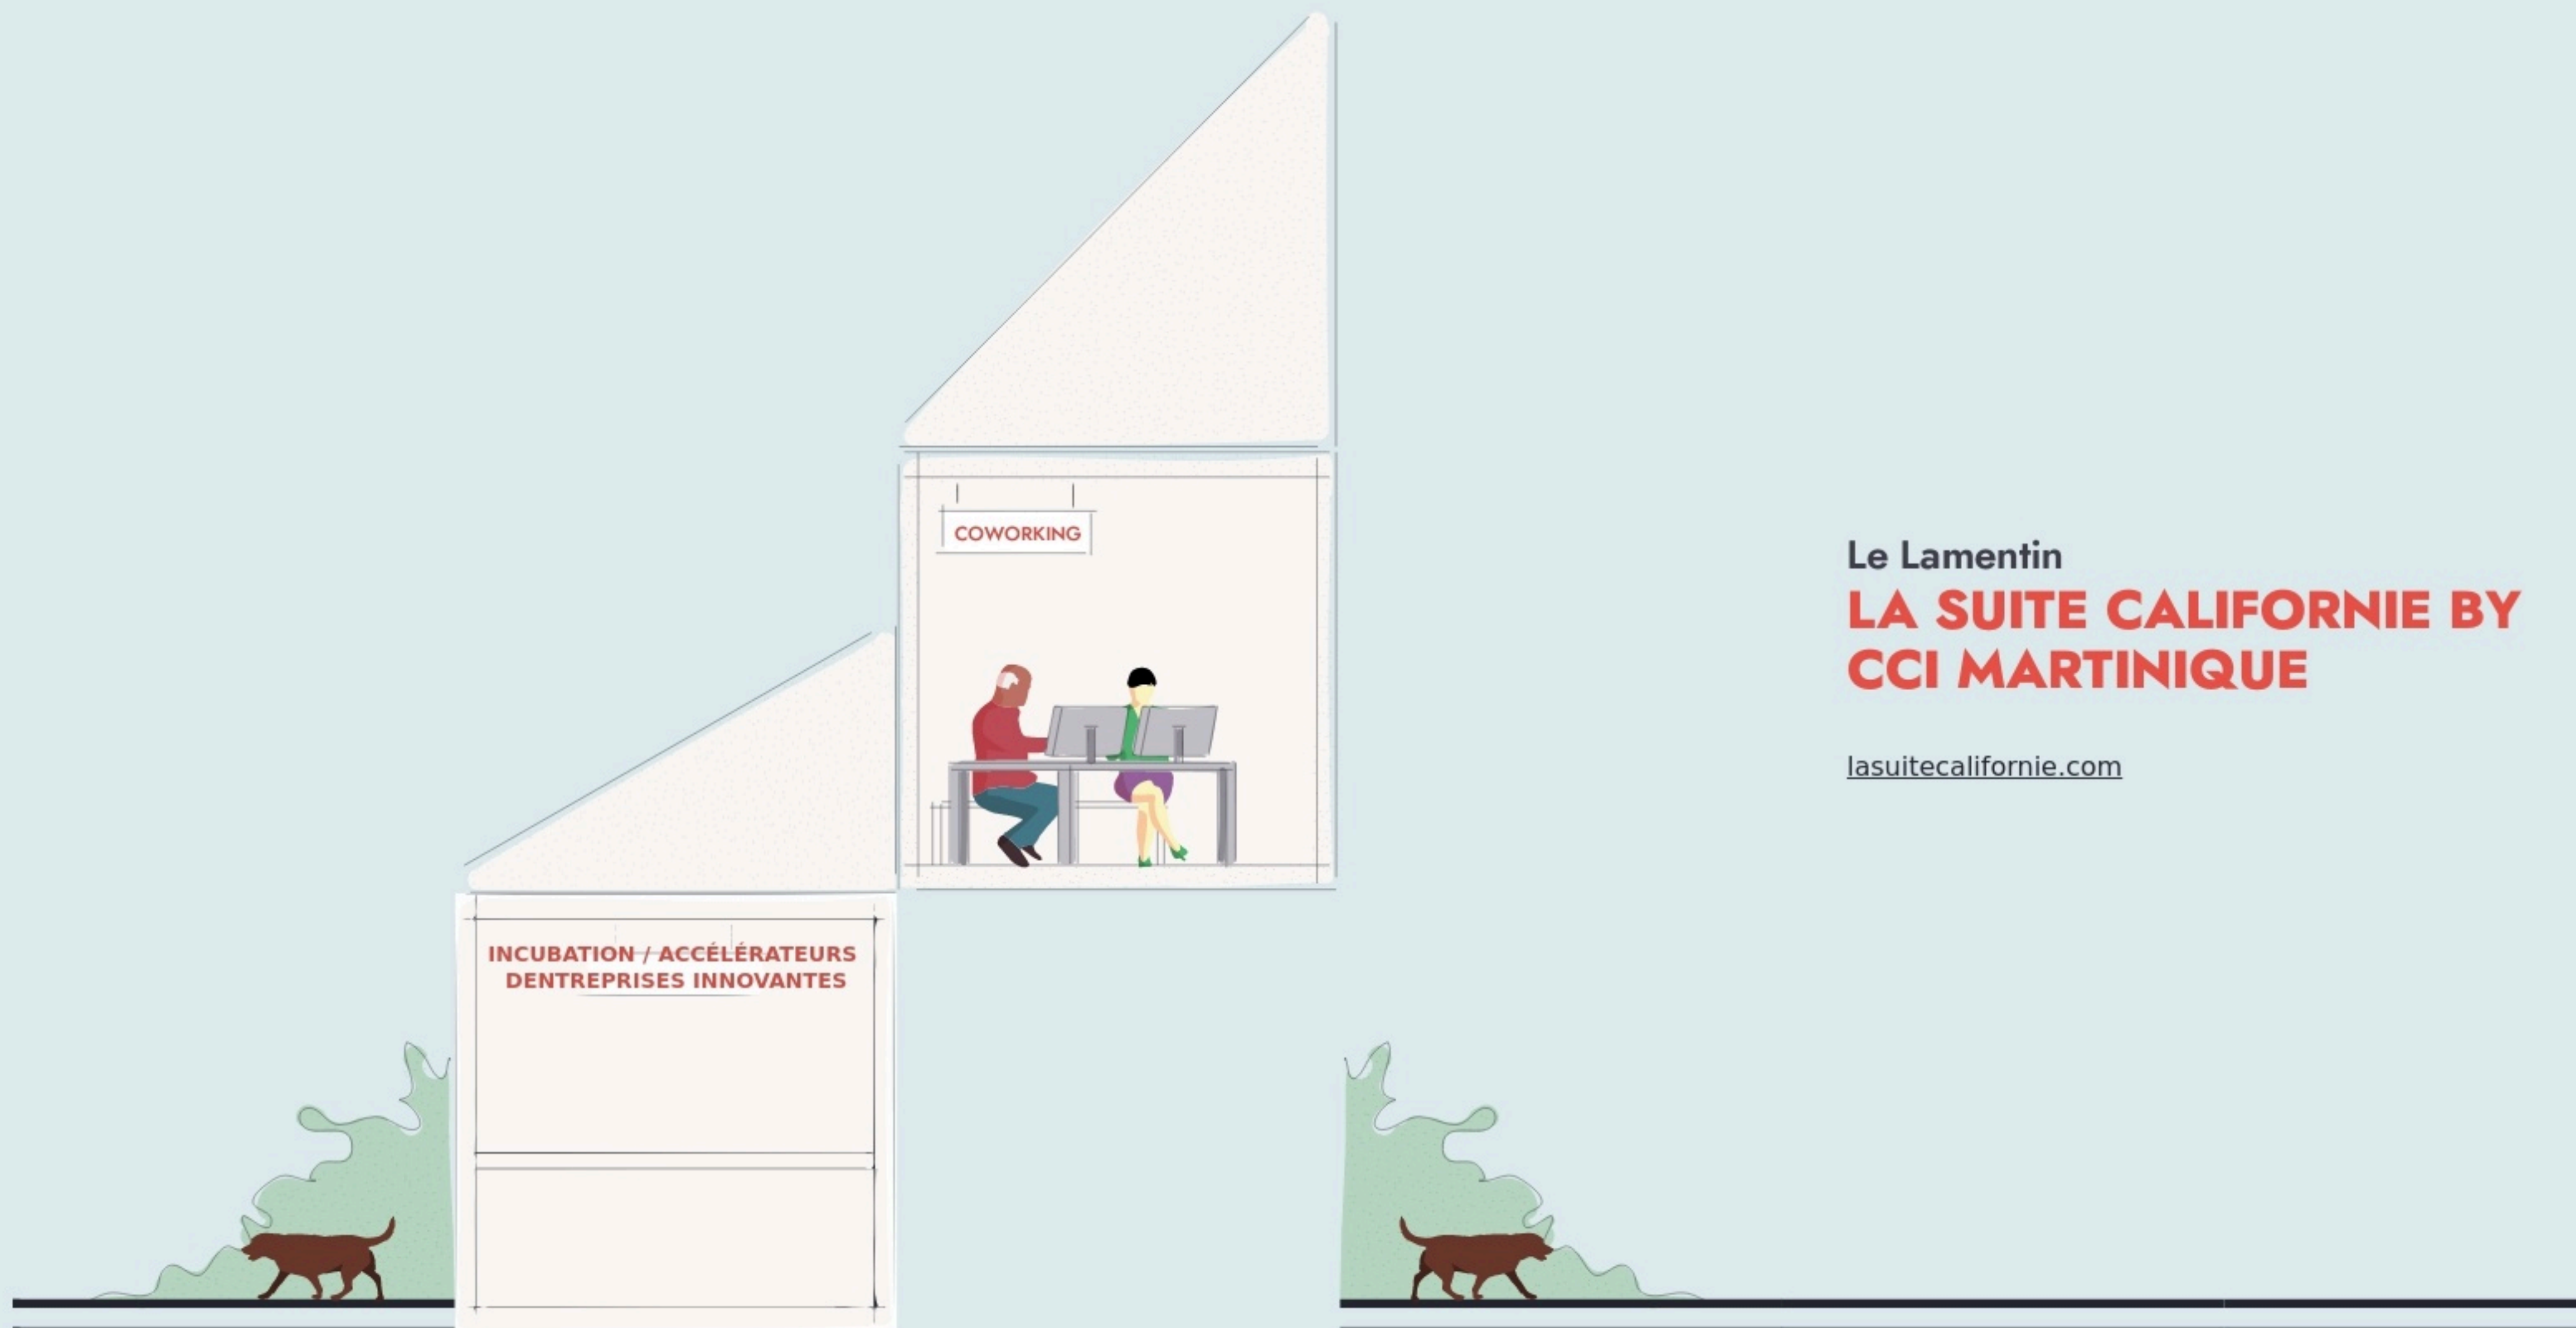 COWORKING
Le Lamentin
LA SUITE CALIFORNIE BY
CCI MARTINIQUE
lasuitecalifornie.com
INCUBATION / ACCÉLÉRATEURS
DENTREPRISES INNOVANTES